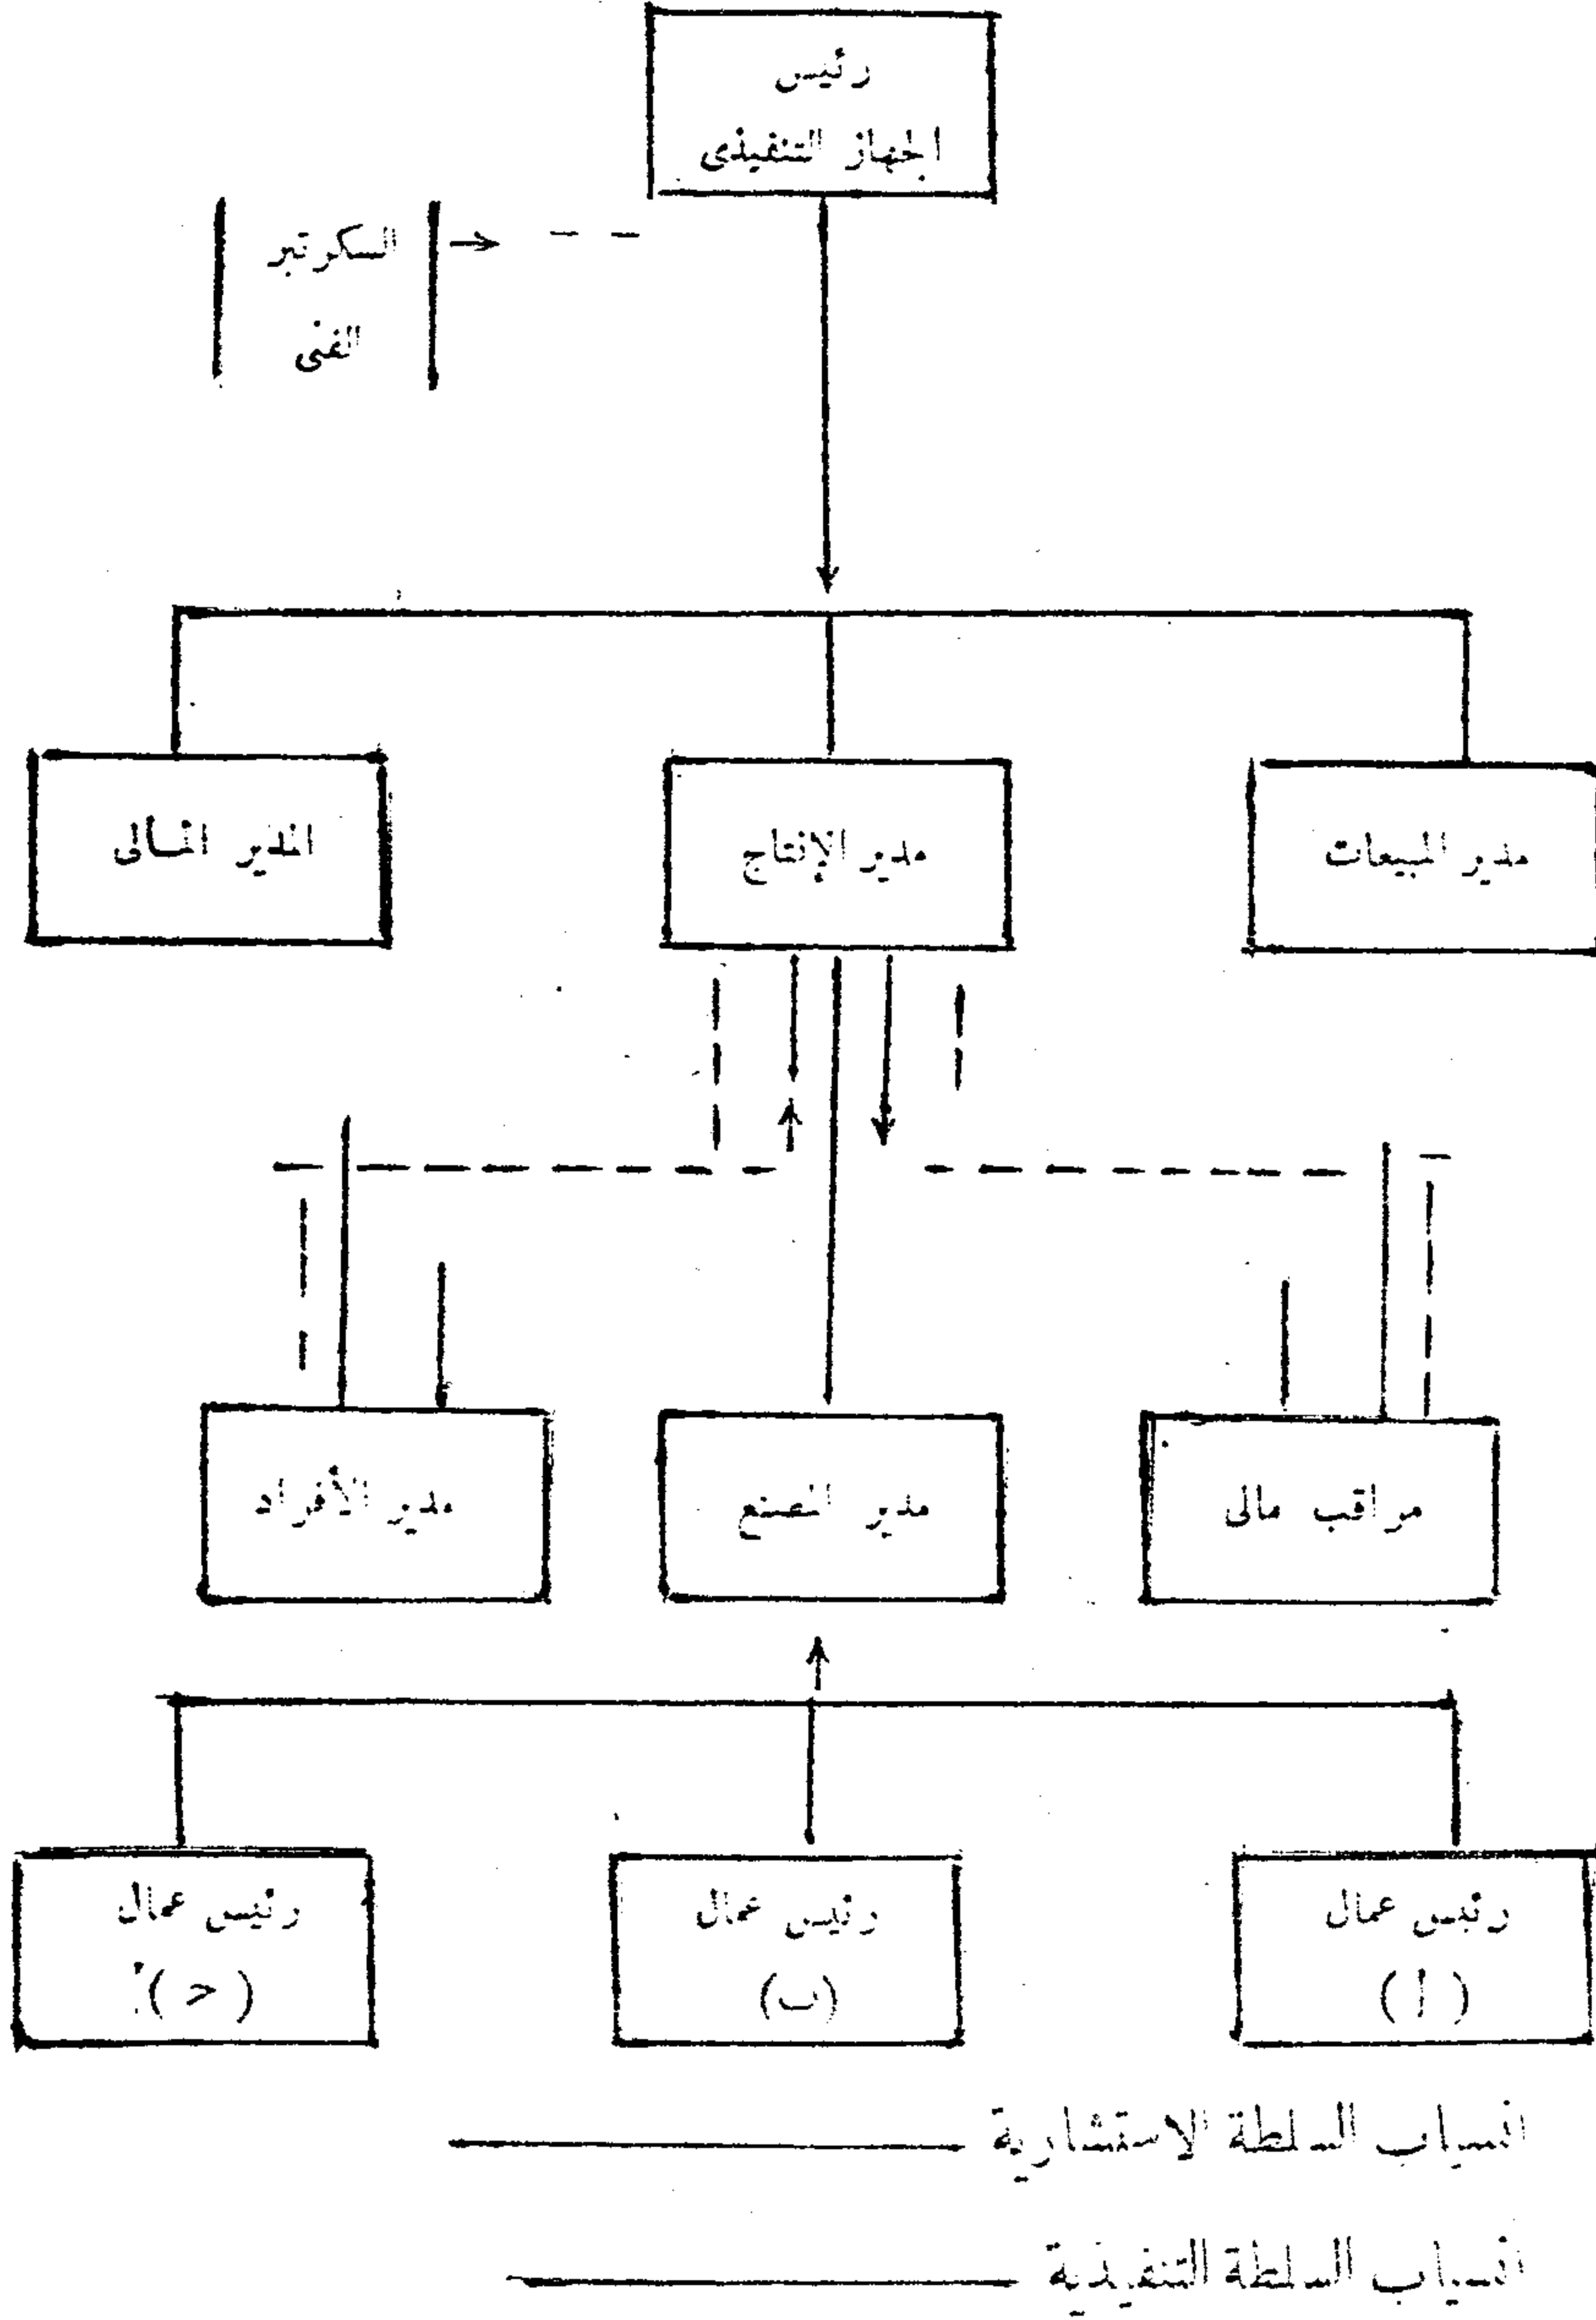 رئيس
الجهاز التنفيذى
السكرتير
الفنى
مدير المبيعات
مدير الإنتاج
المدير المالى
مراقب مالى
مدير المصنع
مدير الأفراد
رئيس عمال
( أ )
رئيس عمال
(ب)
رئيس عمال
( ح )
انسياب السلطة الاستشارية
انسياب السلطة التنفيذية